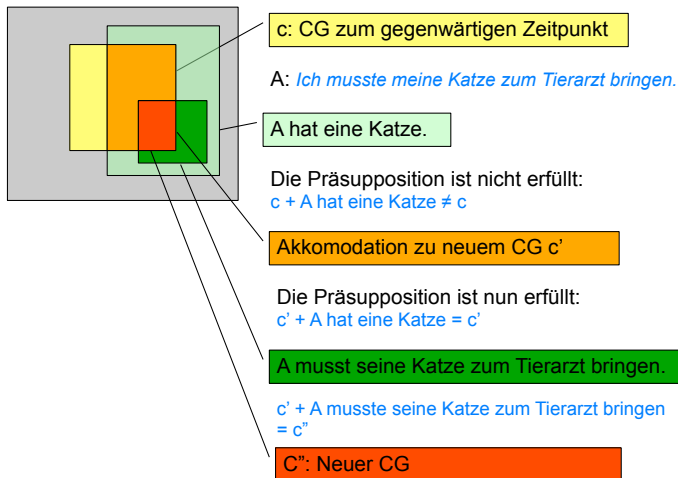 c: CG zum gegenwärtigen Zeitpunkt
A: Ich musste meine Katze zum Tierarzt bringen.
A hat eine Katze.
Die Präsupposition ist nicht erfüllt:
c + A hat eine Katze ≠ c
Akkomodation zu neuem CG c’
Die Präsupposition ist nun erfüllt:
c’ + A hat eine Katze = c’
A musst seine Katze zum Tierarzt bringen.
c’ + A musste seine Katze zum Tierarzt bringen
= c”
C”: Neuer CG